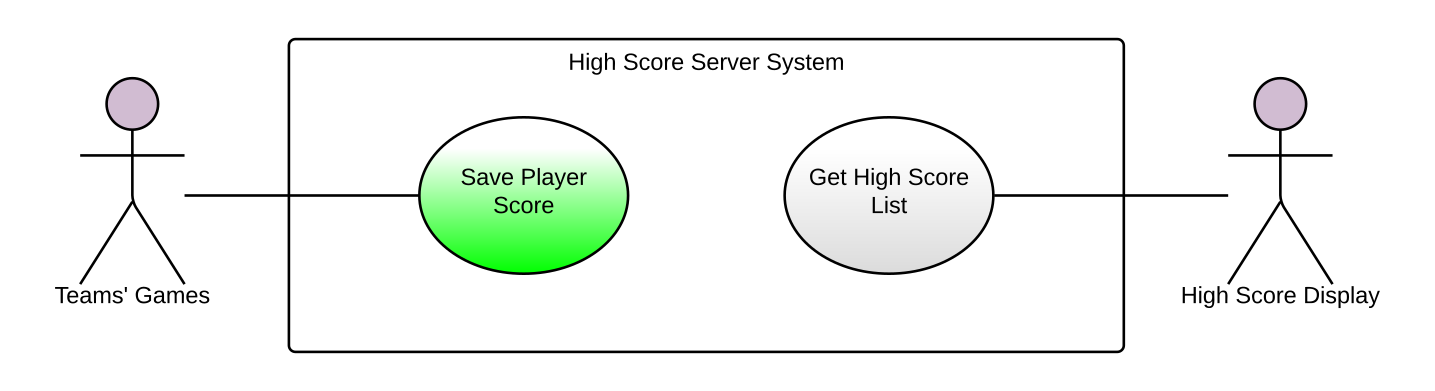 High Score Server System
Save Player
Score
Get High Score
List
Teams' Games
High Score Display